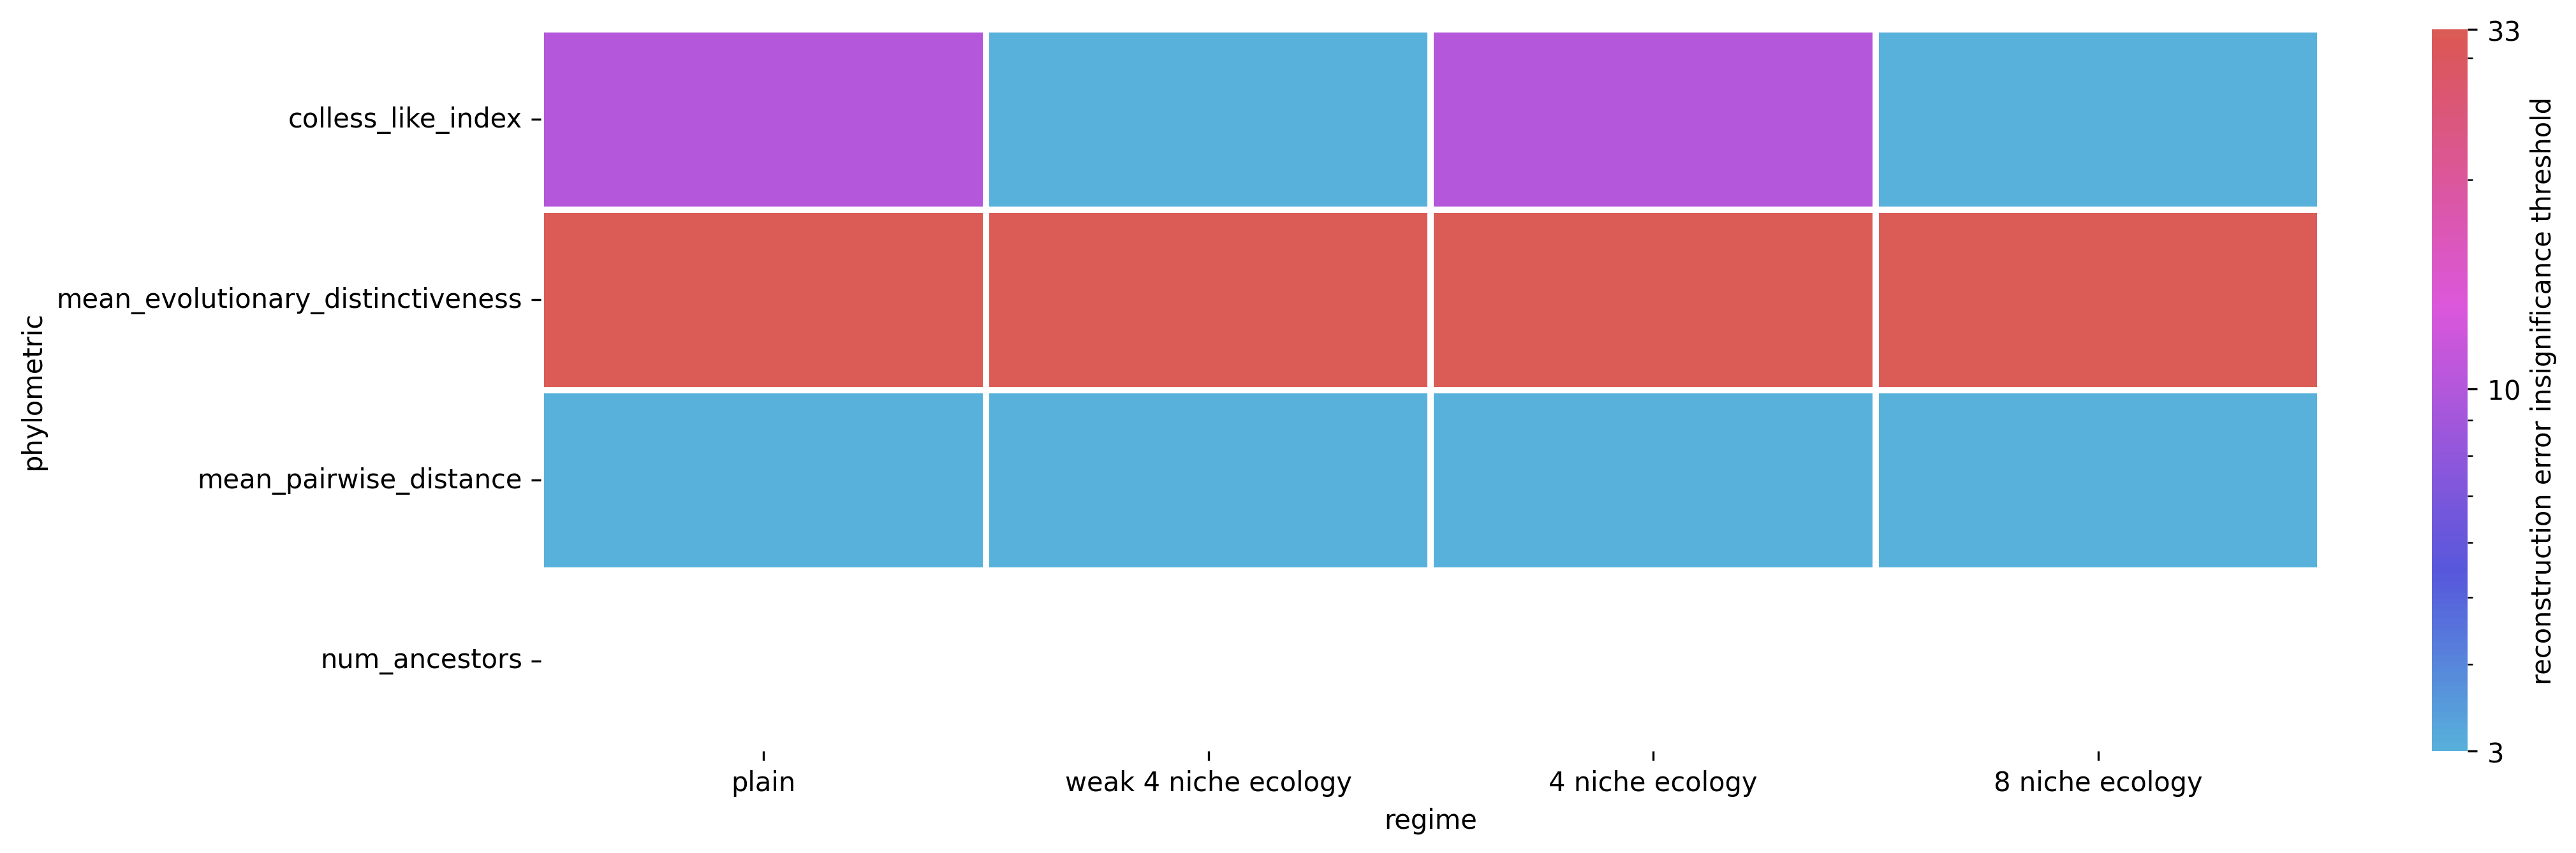 phylometric
colless_like_index
mean_evolutionary_distinctiveness
mean_pairwise_distance
num_ancestors
plain
weak 4 niche ecology
4 niche ecology
8 niche ecology
regime
33
10
3
reconstruction error insignificance threshold